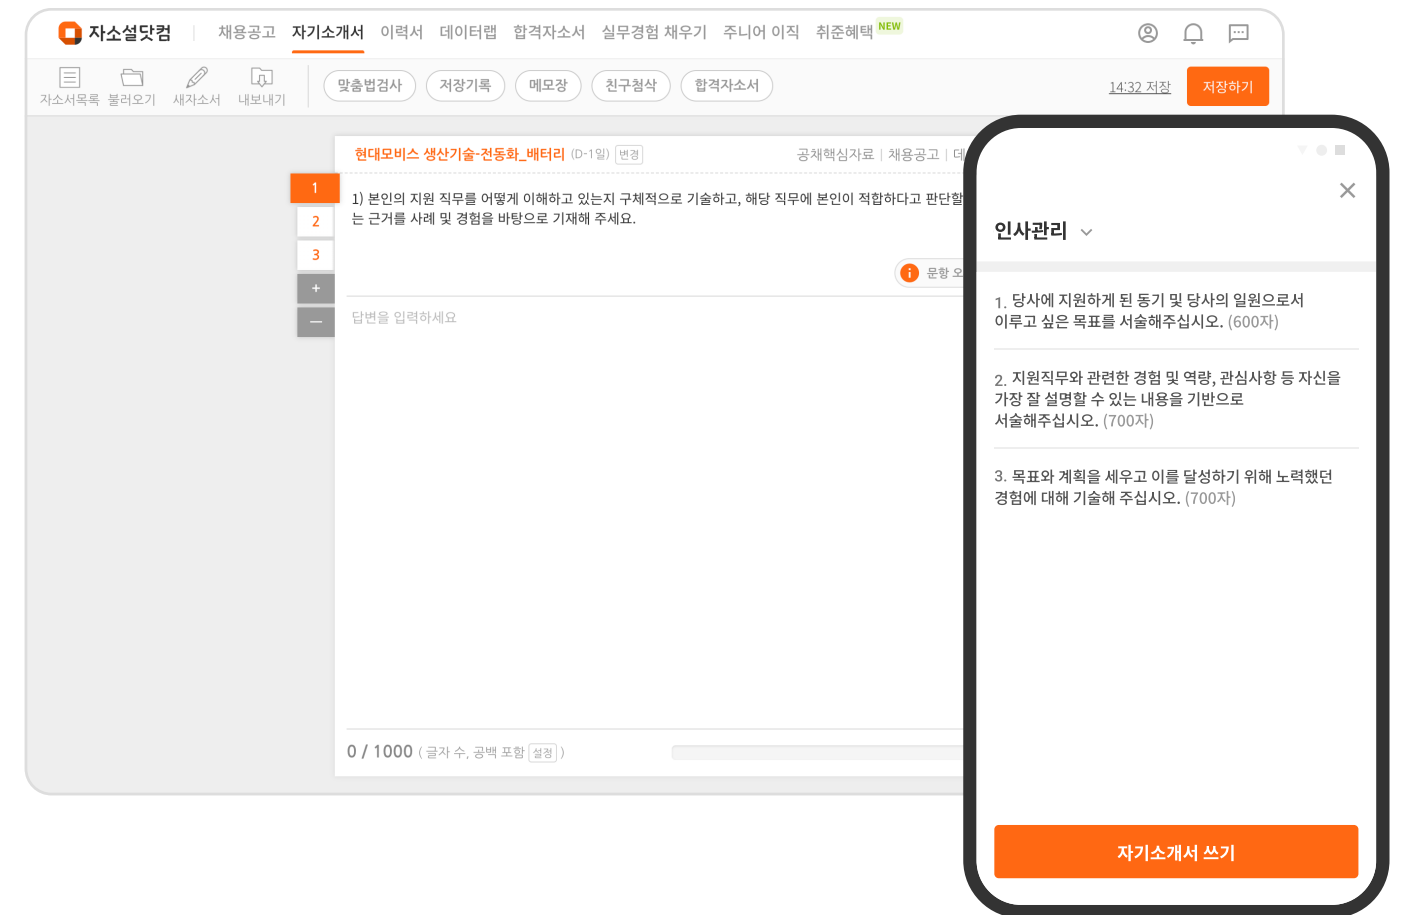 자소설닷컴
채용공고 자기소개서 이력서 데이터랩 합격자소서 실무경험 채우기 주니어 이직 취준혜택 NEW
자소서목록 불러오기 새자소서 내보내기
맞춤법검사 저장기록 메모장 친구첨삭 합격자소서
14:32 저장 저장하기
현대모비스 생산기술-전동화_배터리 (D-1일) 변경
공채핵심자료 | 채용공고 | 데
1
2
3
+
–
1) 본인의 지원 직무를 어떻게 이해하고 있는지 구체적으로 기술하고, 해당 직무에 본인이 적합하다고 판단할
는 근거를 사례 및 경험을 바탕으로 기재해 주세요.
문항 오
답변을 입력하세요
0 / 1000 ( 글자 수, 공백 포함 설정 )
인사관리
1. 당사에 지원하게 된 동기 및 당사의 일원으로서
이루고 싶은 목표를 서술해주십시오. (600자)
2. 지원직무와 관련한 경험 및 역량, 관심사항 등 자신을
가장 잘 설명할 수 있는 내용을 기반으로
서술해주십시오. (700자)
3. 목표와 계획을 세우고 이를 달성하기 위해 노력했던
경험에 대해 기술해 주십시오. (700자)
자기소개서 쓰기